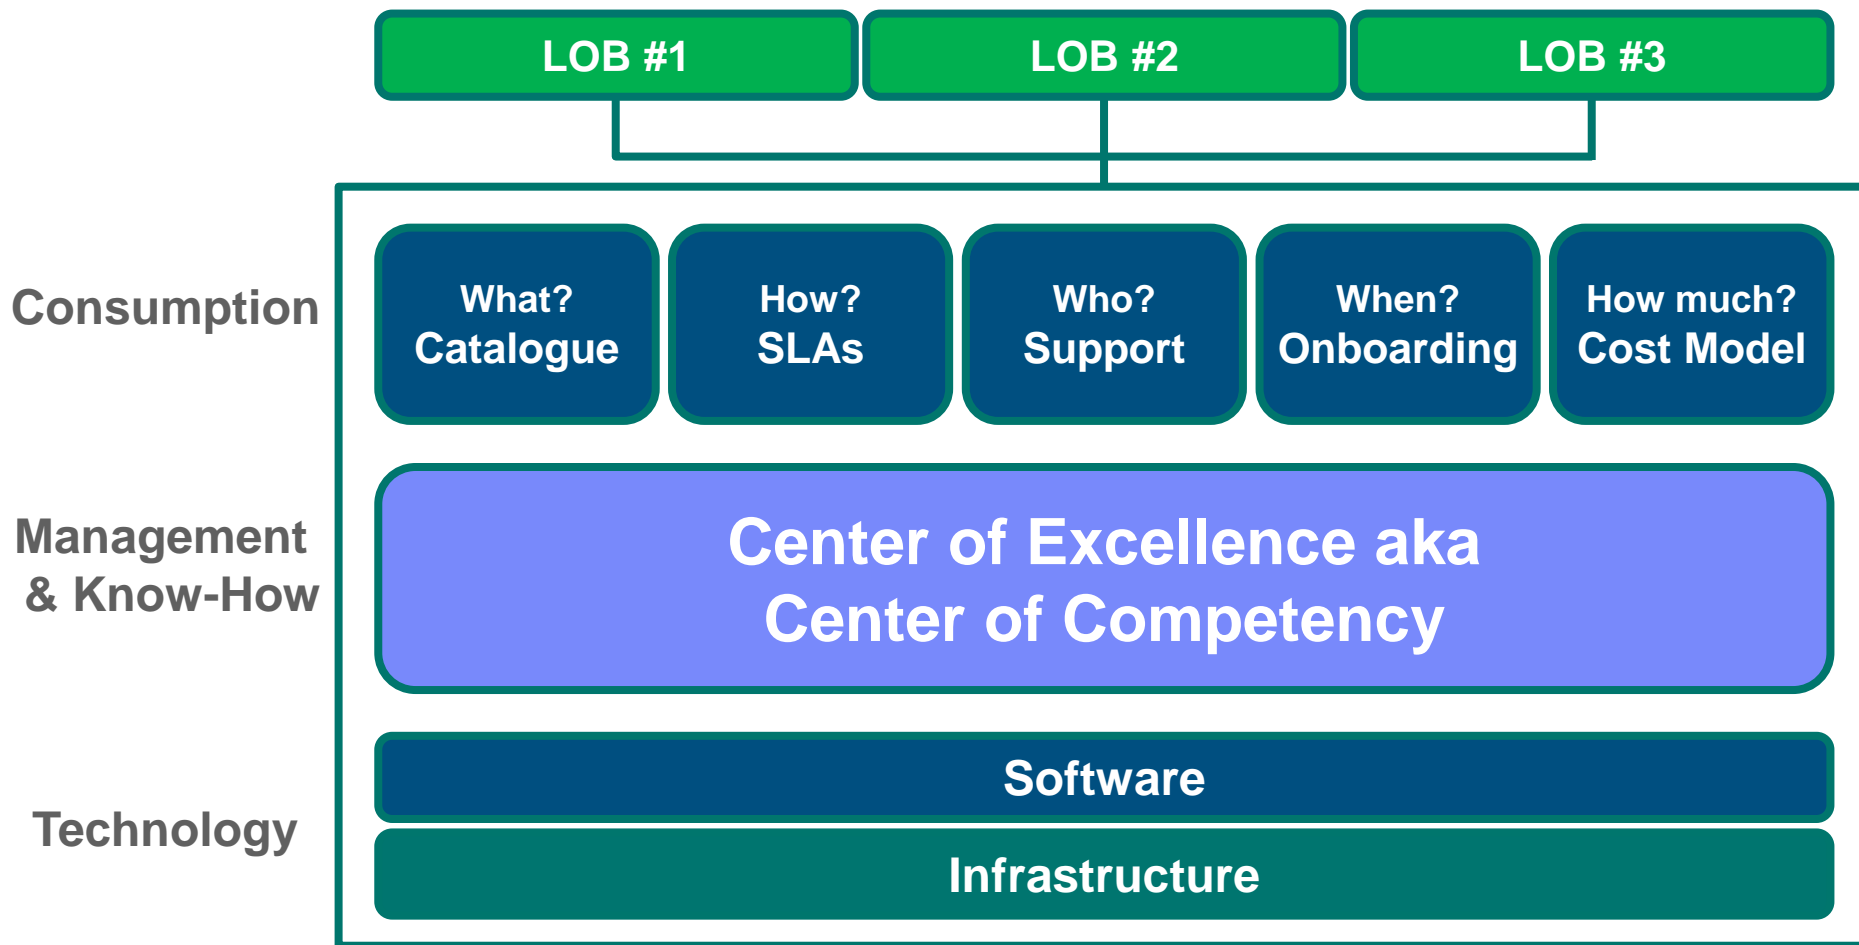 LOB #1
LOB #2
LOB #3
Consumption
What?
Catalogue
How?
SLAs
Who?
Support
When?
Onboarding
How much?
Cost Model
Management
& Know-How
Center of Excellence aka
Center of Competency
Technology
Software
Infrastructure